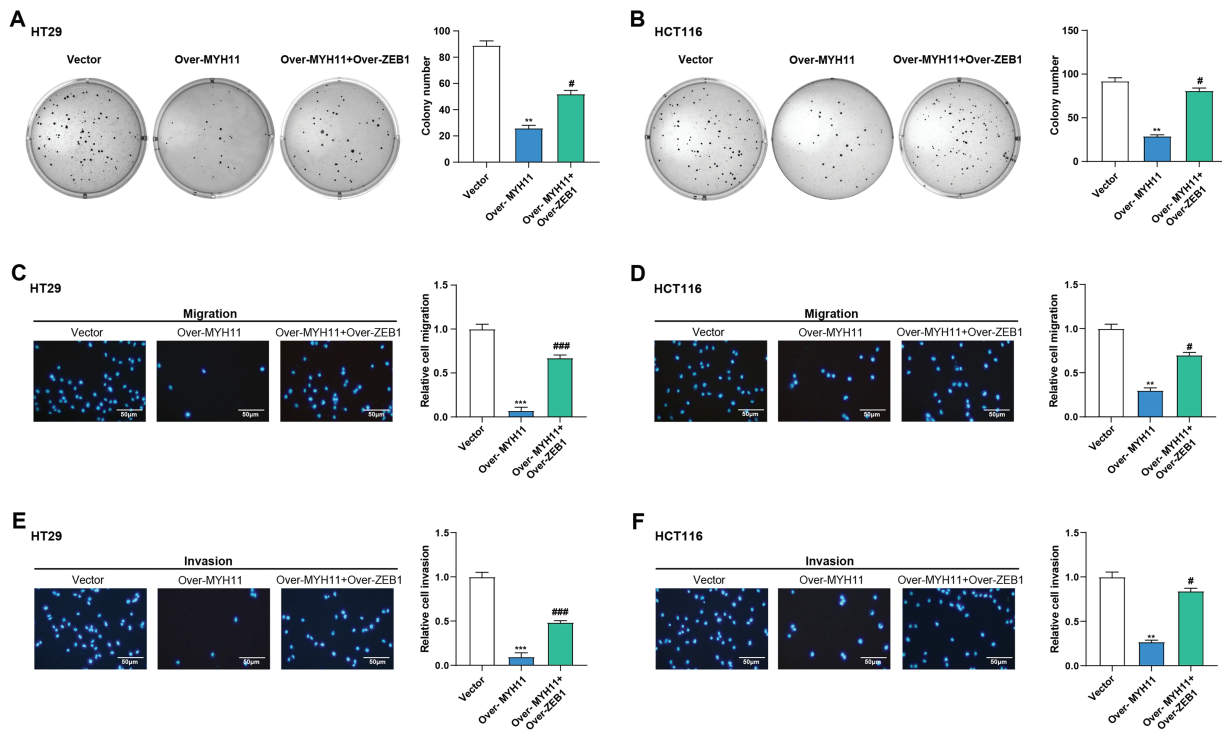 A
HT29
Vector
Over-MYH11
Over-MYH11+Over-ZEB1
Colony number
100
80
60
40
20
0
**
#
Vector
Over- MYH11
Over- MYH11+
Over-ZEB1
B
HCT116
Vector
Over-MYH11
Over-MYH11+Over-ZEB1
Colony number
150
100
50
0
**
#
Vector
Over- MYH11
Over- MYH11+
Over-ZEB1
C
HT29
Migration
Vector
Over-MYH11
Over-MYH11+Over-ZEB1
50μm
50μm
50μm
Relative cell migration
1.5
1.0
0.5
0.0
***
###
Vector
Over- MYH11
Over- MYH11+
Over-ZEB1
D
HCT116
Migration
Vector
Over-MYH11
Over-MYH11+Over-ZEB1
50μm
50μm
50μm
Relative cell migration
1.5
1.0
0.5
0.0
**
#
Vector
Over- MYH11
Over- MYH11+
Over-ZEB1
E
HT29
Invasion
Vector
Over-MYH11
Over-MYH11+Over-ZEB1
50μm
50μm
50μm
Relative cell invasion
1.5
1.0
0.5
0.0
***
###
Vector
Over- MYH11
Over- MYH11+
Over-ZEB1
F
HCT116
Invasion
Vector
Over-MYH11
Over-MYH11+Over-ZEB1
50μm
50μm
50μm
Relative cell invasion
1.5
1.0
0.5
0.0
**
#
Vector
Over- MYH11
Over- MYH11+
Over-ZEB1